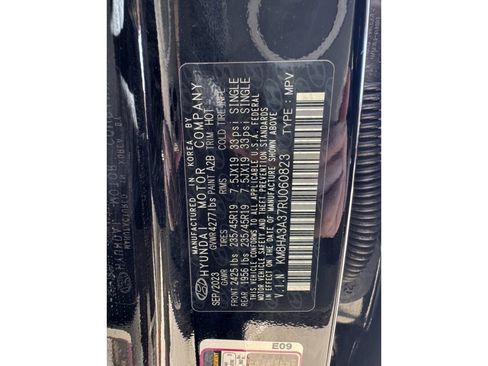 MANUFACTURED IN KOREA BY
HYUNDAI MOTOR COMPANY
SEP/2023 GVWR4277lbs PAINT A2B TRIM HOT
GAWR TIRES RIMS COLD TIRE INF
FRONT 2425lbs 235/45R19 7.5JX19 33psi SINGLE
REAR 1956lbs 235/45R19 7.5JX19 33psi SINGLE
THIS VEHICLE CONFORMS TO ALL APPLICABLE U.S.A. FEDERAL
MOTOR VEHICLE SAFETY AND THEFT PREVENTION STANDARDS
IN EFFECT ON THE DATE OF MANUFACTURE SHOWN ABOVE
V.I.N KM8HA3A37RU060823 TYPE : MPV
E09